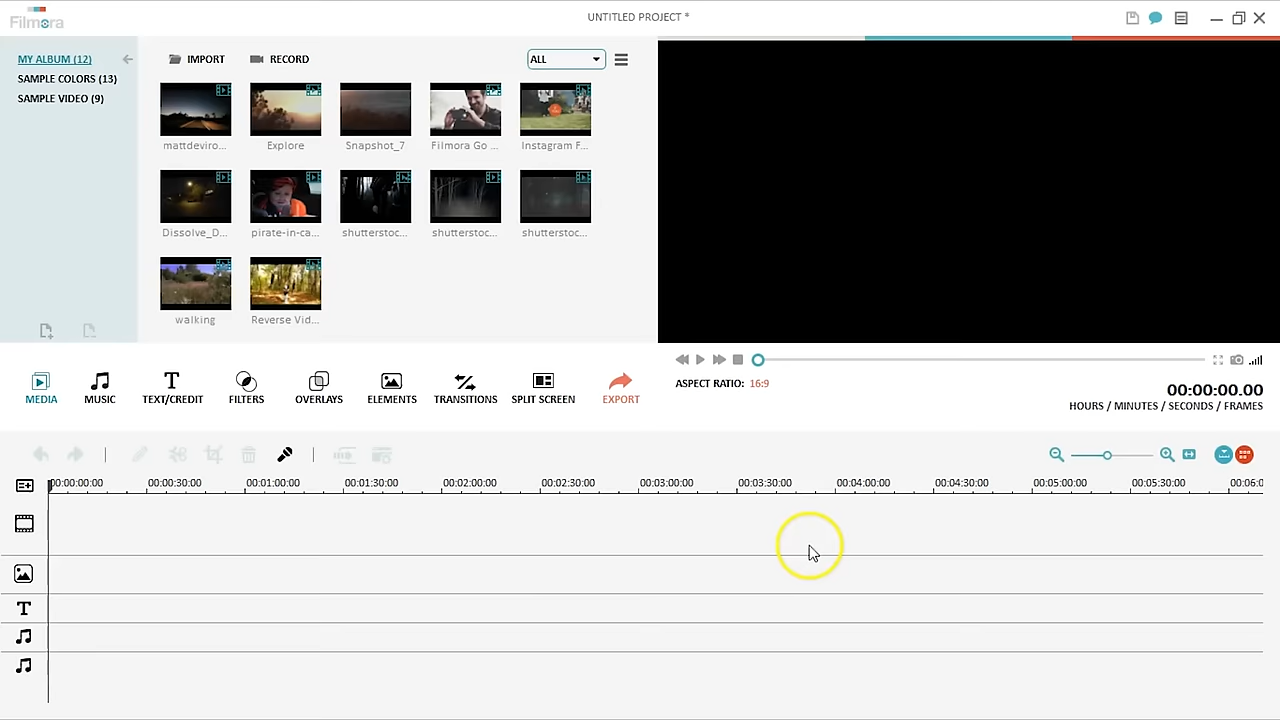 Filmora
UNTITLED PROJECT *
MY ALBUM (12)
SAMPLE COLORS (13)
SAMPLE VIDEO (9)
IMPORT
RECORD
ALL
mattdeviro...
Explore
Snapshot_7
Filmora Go ...
Instagram F...
Dissolve_D...
pirate-in-ca...
shutterstoc...
shutterstoc...
shutterstoc...
walking
Reverse Vid...
MEDIA
MUSIC
TEXT/CREDIT
FILTERS
OVERLAYS
ELEMENTS
TRANSITIONS
SPLIT SCREEN
EXPORT
ASPECT RATIO: 16:9
00:00:00.00
HOURS / MINUTES / SECONDS / FRAMES
00:00:00:00 00:00:30:00 00:01:00:00 00:01:30:00 00:02:00:00 00:02:30:00 00:03:00:00 00:03:30:00 00:04:00:00 00:04:30:00 00:05:00:00 00:05:30:00 00:06:0